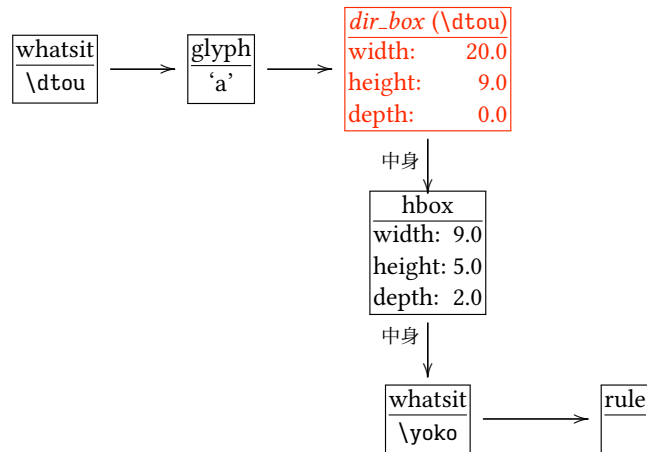 whatsit
\dtou
glyph
‘a’
dir_box (\dtou)
width: 20.0
height: 9.0
depth: 0.0
中身
hbox
width: 9.0
height: 5.0
depth: 2.0
中身
whatsit
\yoko
rule